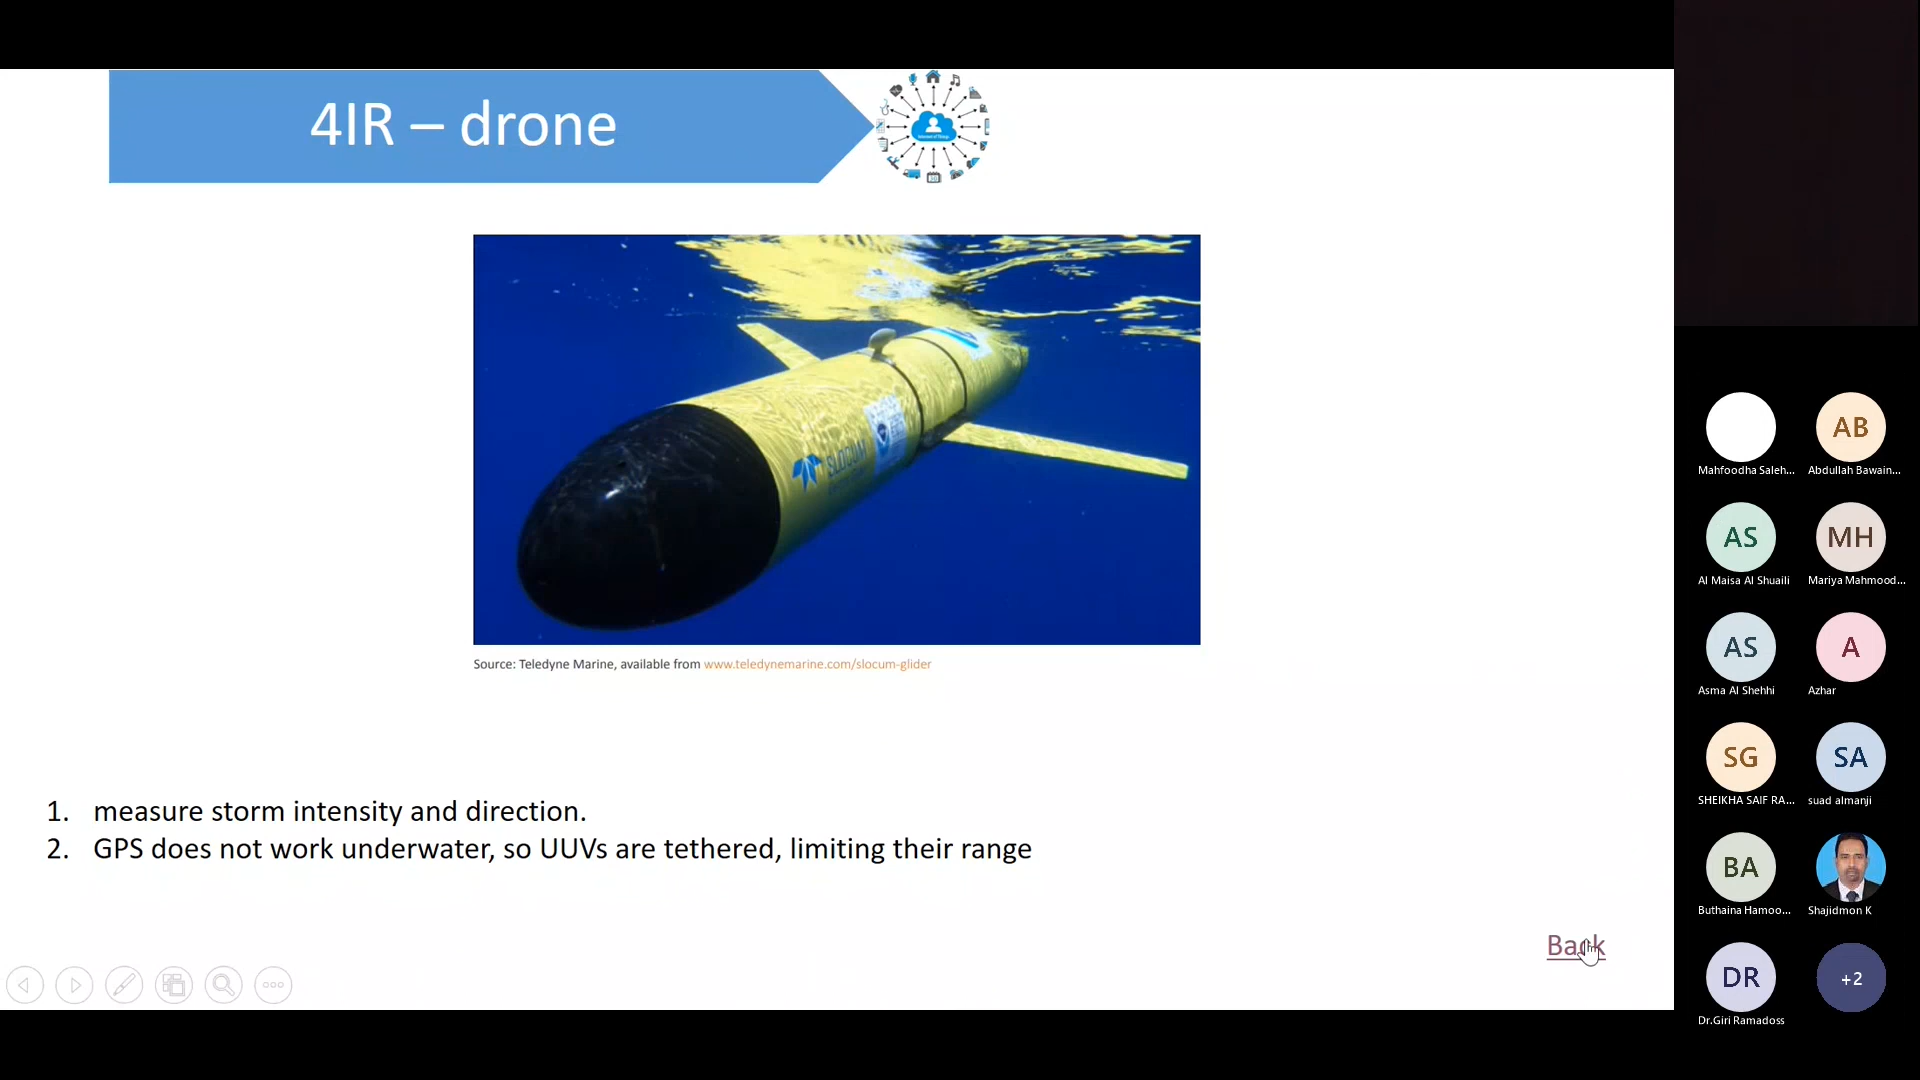 4IR – drone
SLOCUM
Source: Teledyne Marine, available from www.teledynemarine.com/slocum-glider
1. measure storm intensity and direction.
2. GPS does not work underwater, so UUVs are tethered, limiting their range
Back
Mahfoodha Saleh...
AB
Abdullah Bawain...
AS
Al Maisa Al Shuaili
MH
Mariya Mahmood...
AS
Asma Al Shehhi
A
Azhar
SG
SHEIKHA SAIF RA...
SA
suad almanji
BA
Buthaina Hamoo...
Shajidmon K
DR
Dr.Giri Ramadoss
+2